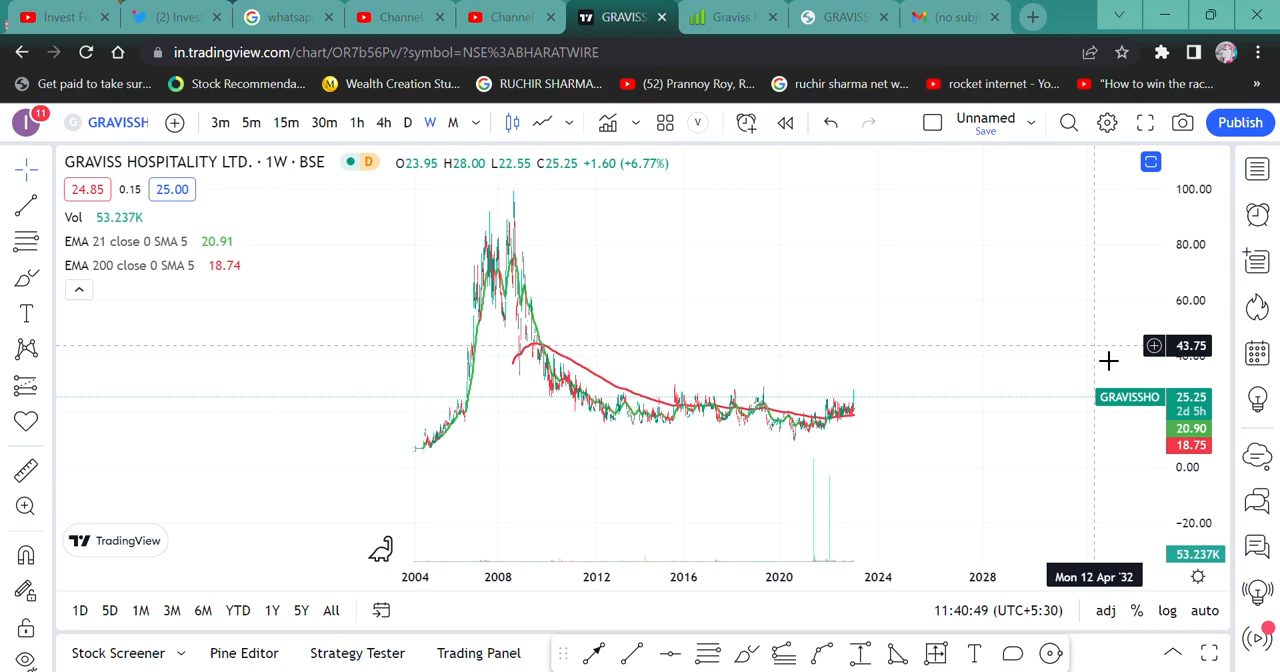 Invest Fo
(2) Invest
whatsapp
Channel
Channel
GRAVISS
Graviss H
GRAVISS
(no subj
in.tradingview.com/chart/OR7b56Pv/?symbol=NSE%3ABHARATWIRE
Get paid to take sur...
Stock Recommenda...
Wealth Creation Stu...
RUCHIR SHARMA...
(52) Prannoy Roy, R...
ruchir sharma net w...
rocket internet - Yo...
"How to win the rac...
»
I
11
G
GRAVISSH
3m
5m
15m
30m
1h
4h
D
W
M
V
Unnamed
Save
Publish
GRAVISS HOSPITALITY LTD. · 1W · BSE
D
O23.95 H28.00 L22.55 C25.25 +1.60 (+6.77%)
24.85
0.15
25.00
Vol 53.237K
EMA 21 close 0 SMA 5 20.91
EMA 200 close 0 SMA 5 18.74
100.00
80.00
60.00
43.75
40.00
GRAVISSHO
25.25
2d 5h
20.90
18.75
0.00
−20.00
53.237K
TradingView
2004
2008
2012
2016
2020
2024
2028
Mon 12 Apr '32
1D
5D
1M
3M
6M
YTD
1Y
5Y
All
11:40:49 (UTC+5:30)
adj
%
log
auto
Stock Screener
Pine Editor
Strategy Tester
Trading Panel